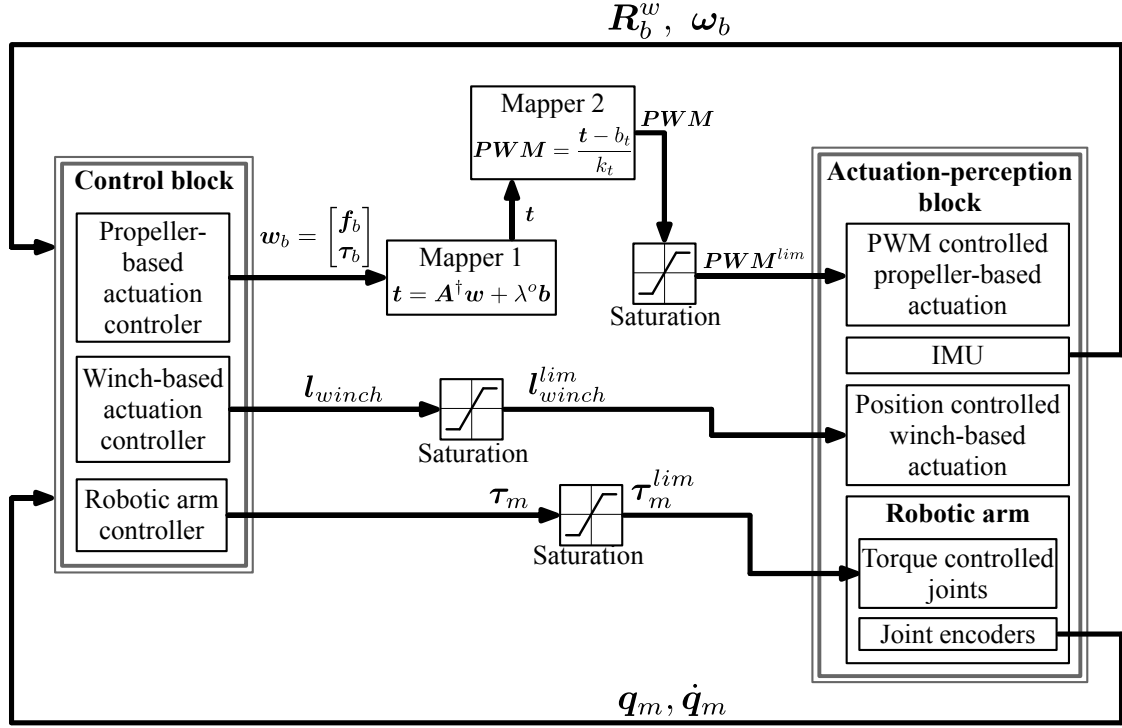 R_b^w, ω_b
Mapper 2
PWM = (t − b_t) / k_t
PWM
Control block
Propeller-
based
actuation
controler
w_b = [f_b τ_b]
t
Mapper 1
t = A†w + λ^o b
Saturation
PWM^lim
Actuation-perception
block
PWM controlled
propeller-based
actuation
IMU
Winch-based
actuation
controller
l_winch
Saturation
l_winch^lim
Position controlled
winch-based
actuation
Robotic arm
controller
τ_m
Saturation
τ_m^lim
Robotic arm
Torque controlled
joints
Joint encoders
q_m, q̇_m